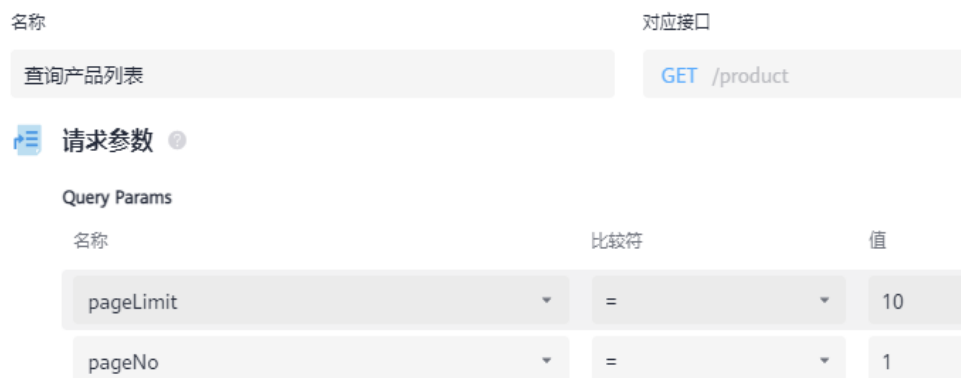 名称 对应接口
查询产品列表 GET /product
请求参数 ?
Query Params
名称 比较符 值
pageLimit = 10
pageNo = 1